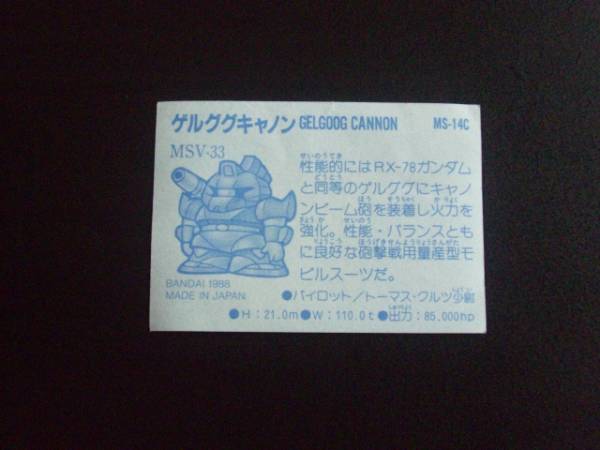 ゲルググキャノン GELGOOG CANNON MS-14C
MSV-33
性能的にはRX-78ガンダム
と同等のゲルググにキャノ
ンビーム砲を装着し火力を
強化。性能・バランスとも
に良好な砲撃戦用量産型モ
ビルスーツだ。
BANDAI 1988
MADE IN JAPAN
●パイロット/トーマス・クルツ少尉
●H:21.0m●W:110.0t●出力:85,000hp